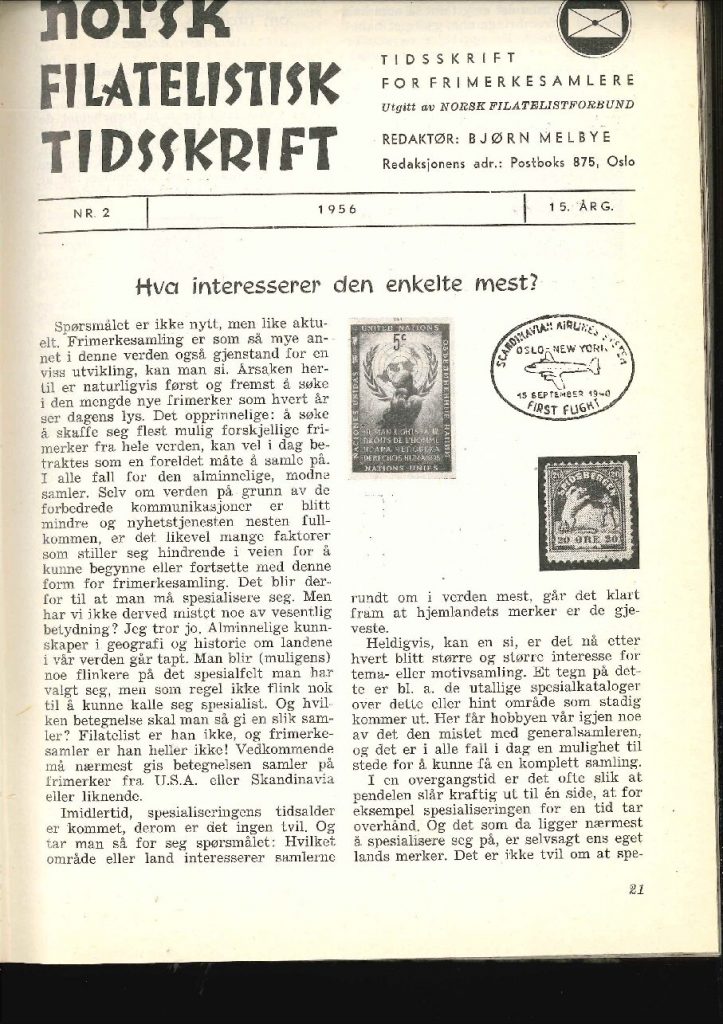 norsk
FILATELISTISK
TIDSSKRIFT
TIDSSKRIFT
FOR FRIMERKESAMLERE
Utgitt av NORSK FILATELISTFORBUND
REDAKTØR: BJØRN MELBYE
Redaksjonens adr.: Postboks 875, Oslo
NR. 2
1956
15. ÅRG.
Hva interesserer den enkelte mest?
Spørsmålet er ikke nytt, men like aktu-
elt. Frimerkesamling er som så mye an-
net i denne verden også gjenstand for en
viss utvikling, kan man si. Årsaken her-
til er naturligvis først og fremst å søke
i den mengde nye frimerker som hvert år
ser dagens lys. Det opprinnelige: å søke
å skaffe seg flest mulig forskjellige fri-
merker fra hele verden, kan vel i dag be-
traktes som en foreldet måte å samle på.
I alle fall for den alminnelige, modne
samler. Selv om verden på grunn av de
forbedrede kommunikasjoner er blitt
mindre og nyhetstjenesten nesten full-
kommen, er det likevel mange faktorer
som stiller seg hindrende i veien for å
kunne begynne eller fortsette med denne
form for frimerkesamling. Det blir der-
for til at man må spesialisere seg. Men
har vi ikke derved mistet noe av vesentlig
betydning? Jeg tror jo. Alminnelige kunn-
skaper i geografi og historie om landene
i vår verden går tapt. Man blir (muligens)
noe flinkere på det spesialfelt man har
valgt seg, men som regel ikke flink nok
til å kunne kalle seg spesialist. Og hvil-
ken betegnelse skal man så gi en slik sam-
ler? Filatelist er han ikke, og frimerke-
samler er han heller ikke! Vedkommende
må nærmest gis betegnelsen samler på
frimerker fra U.S.A. eller Skandinavia
eller liknende.
Imidlertid, spesialiseringens tidsalder
er kommet, derom er det ingen tvil. Og
tar man så for seg spørsmålet: Hvilket
område eller land interesserer samlerne
UNITED NATIONS
5c
NACIONES UNIDAS
HUMAN RIGHTS
DROITS DE L'HOMME
DERECHOS HUMANOS
NATIONS UNIES
SCANDINAVIAN AIRLINES SYSTEM
OSLO-NEW YORK
15 SEPTEMBER
FIRST FLIGHT
SPIDSBERGEN
20 ØRE 20
rundt om i verden mest, går det klart
fram at hjemlandets merker er de gje-
veste.
Heldigvis, kan en si, er det nå etter
hvert blitt større og større interesse for
tema- eller motivsamling. Et tegn på det-
te er bl. a. de utallige spesialkataloger
over dette eller hint område som stadig
kommer ut. Her får hobbyen vår igjen noe
av det den mistet med generalsamleren,
og det er i alle fall i dag en mulighet til
stede for å kunne få en komplett samling.
I en overgangstid er det ofte slik at
pendelen slår kraftig ut til én side, at for
eksempel spesialiseringen for en tid tar
overhånd. Og det som da ligger nærmest
å spesialisere seg på, er selvsagt ens eget
lands merker. Det er ikke tvil om at spe-
21